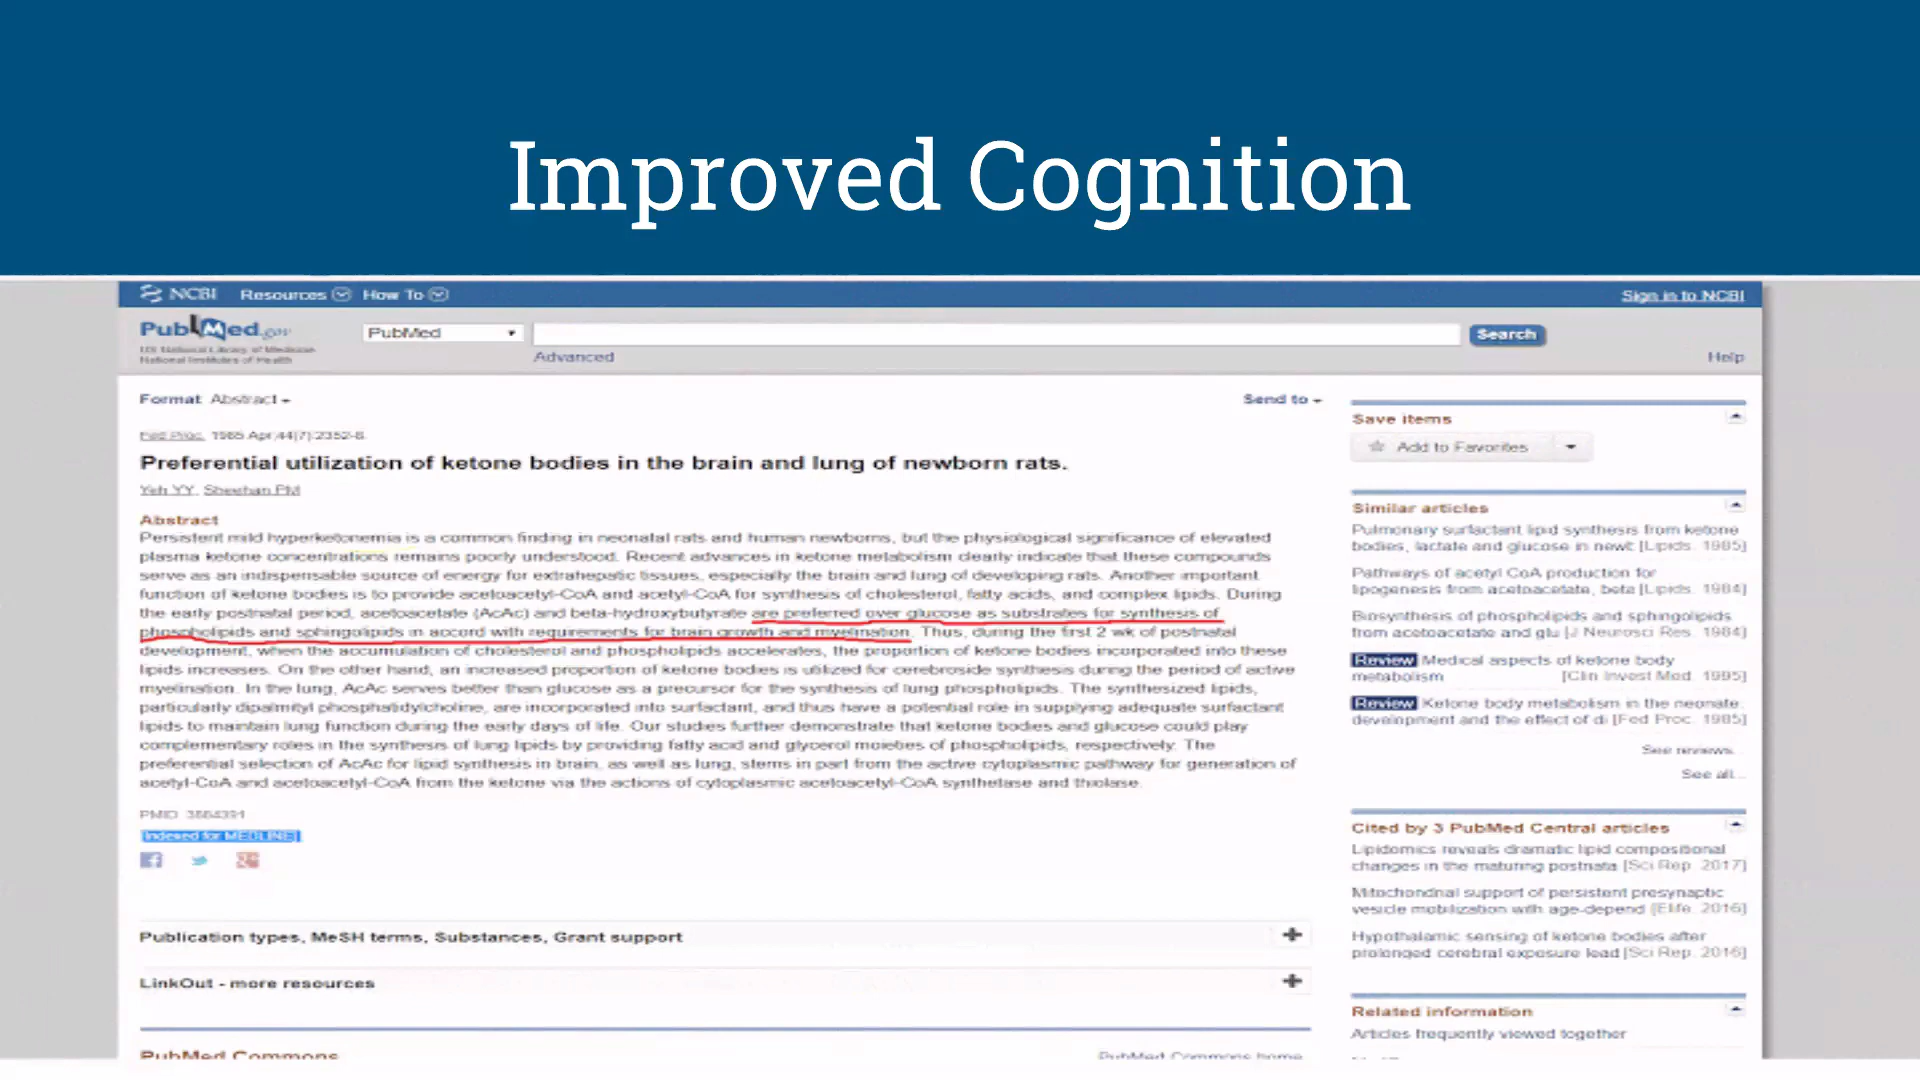 Improved Cognition
NCBI Resources How To Sign in to NCBI
PubMed.gov PubMed Search
US National Library of Medicine
National Institutes of Health
Advanced Help
Format: Abstract Send to
Fed Proc. 1985 Apr;44(7):2352-8.
Preferential utilization of ketone bodies in the brain and lung of newborn rats.
Yeh YY, Sheehan PM
Abstract
Persistent mild hyperketonemia is a common finding in neonatal rats and human newborns, but the physiological significance of elevated
plasma ketone concentrations remains poorly understood. Recent advances in ketone metabolism clearly indicate that these compounds
serve as an indispensable source of energy for extrahepatic tissues, especially the brain and lung of developing rats. Another important
function of ketone bodies is to provide acetoacetyl-CoA and acetyl-CoA for synthesis of cholesterol, fatty acids, and complex lipids. During
the early postnatal period, acetoacetate (AcAc) and beta-hydroxybutyrate are preferred over glucose as substrates for synthesis of
phospholipids and sphingolipids in accord with requirements for brain growth and myelination. Thus, during the first 2 wk of postnatal
development, when the accumulation of cholesterol and phospholipids accelerates, the proportion of ketone bodies incorporated into these
lipids increases. On the other hand, an increased proportion of ketone bodies is utilized for cerebroside synthesis during the period of active
myelination. In the lung, AcAc serves better than glucose as a precursor for the synthesis of lung phospholipids. The synthesized lipids,
particularly dipalmityl phosphatidylcholine, are incorporated into surfactant, and thus have a potential role in supplying adequate surfactant
lipids to maintain lung function during the early days of life. Our studies further demonstrate that ketone bodies and glucose could play
complementary roles in the synthesis of lung lipids by providing fatty acid and glycerol moieties of phospholipids, respectively. The
preferential selection of AcAc for lipid synthesis in brain, as well as lung, stems in part from the active cytoplasmic pathway for generation of
acetyl-CoA and acetoacetyl-CoA from the ketone via the actions of cytoplasmic acetoacetyl-CoA synthetase and thiolase.
PMID: 3884391
[Indexed for MEDLINE]
Publication types, MeSH terms, Substances, Grant support
LinkOut - more resources
PubMed Commons PubMed Commons home
Save items
Add to Favorites
Similar articles
Pulmonary surfactant lipid synthesis from ketone
bodies, lactate and glucose in newb [Lipids. 1985]
Pathways of acetyl CoA production for
lipogenesis from acetoacetate, beta [Lipids. 1984]
Biosynthesis of phospholipids and sphingolipids
from acetoacetate and glu [J Neurosci Res. 1984]
Review Medical aspects of ketone body
metabolism [Clin Invest Med. 1995]
Review Ketone body metabolism in the neonate:
development and the effect of di [Fed Proc. 1985]
See reviews...
See all...
Cited by 3 PubMed Central articles
Lipidomics reveals dramatic lipid compositional
changes in the maturing postnata [Sci Rep. 2017]
Mitochondrial support of persistent presynaptic
vesicle mobilization with age-depend [Elife. 2016]
Hypothalamic sensing of ketone bodies after
prolonged cerebral exposure lead [Sci Rep. 2016]
Related information
Articles frequently viewed together